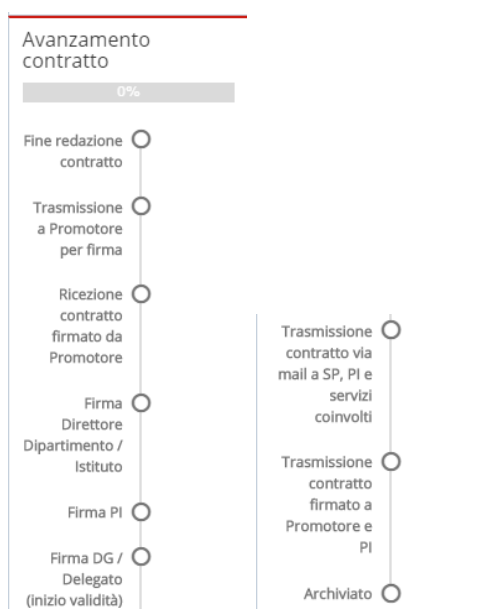 Avanzamento
contratto
0%
Fine redazione
contratto
Trasmissione
a Promotore
per firma
Ricezione
contratto
firmato da
Promotore
Firma
Direttore
Dipartimento /
Istituto
Firma PI
Firma DG /
Delegato
(inizio validità)
Trasmissione
contratto via
mail a SP, PI e
servizi
coinvolti
Trasmissione
contratto
firmato a
Promotore e
PI
Archiviato